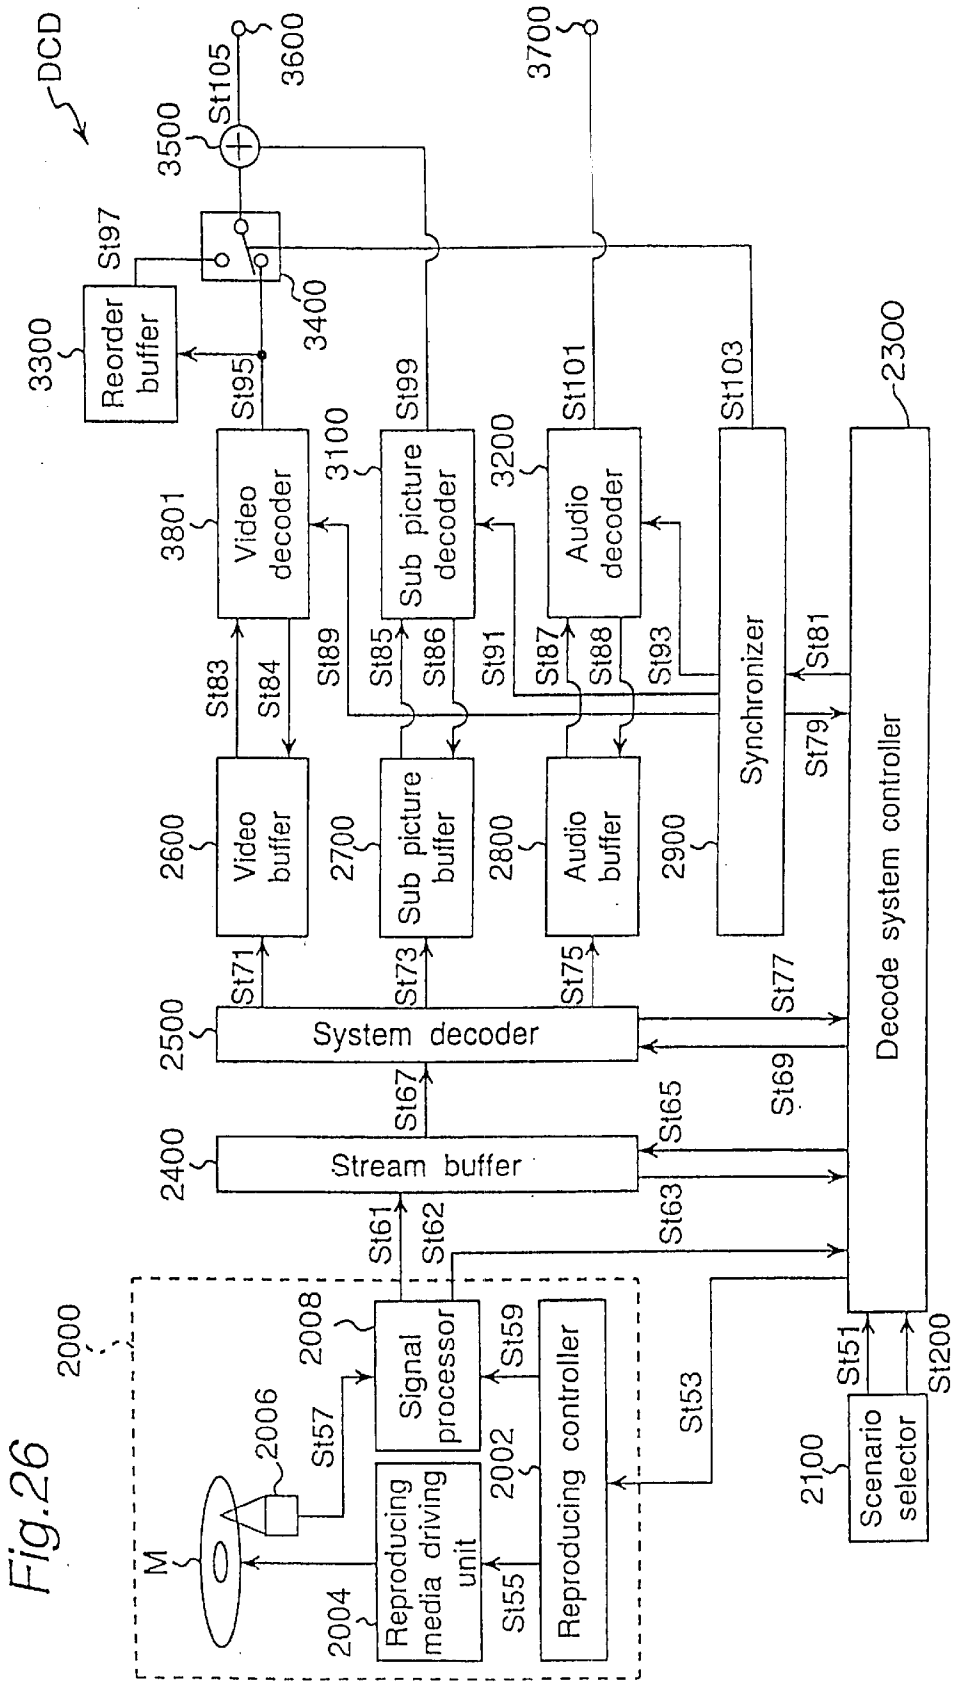 Fig.26
DCD
2000
M
2006
St57
2004
Reproducing
media driving
unit
2008
Signal
processor
St55
2002
St59
Reproducing controller
St53
2100
Scenario
selector
St51
St200
St61
St62
2400
Stream buffer
St63
St65
St67
2500
System decoder
St69
St77
St71
St73
St75
2600
Video
buffer
2700
Sub picture
buffer
2800
Audio
buffer
2900
Synchronizer
St79
St81
2300
Decode system controller
St83
St84
St89
St85
St86
St91
St87
St88
St93
3801
Video
decoder
3100
Sub picture
decoder
3200
Audio
decoder
St95
St99
St101
St103
3300
Reorder
buffer
St97
3400
3500
St105
3600
3700